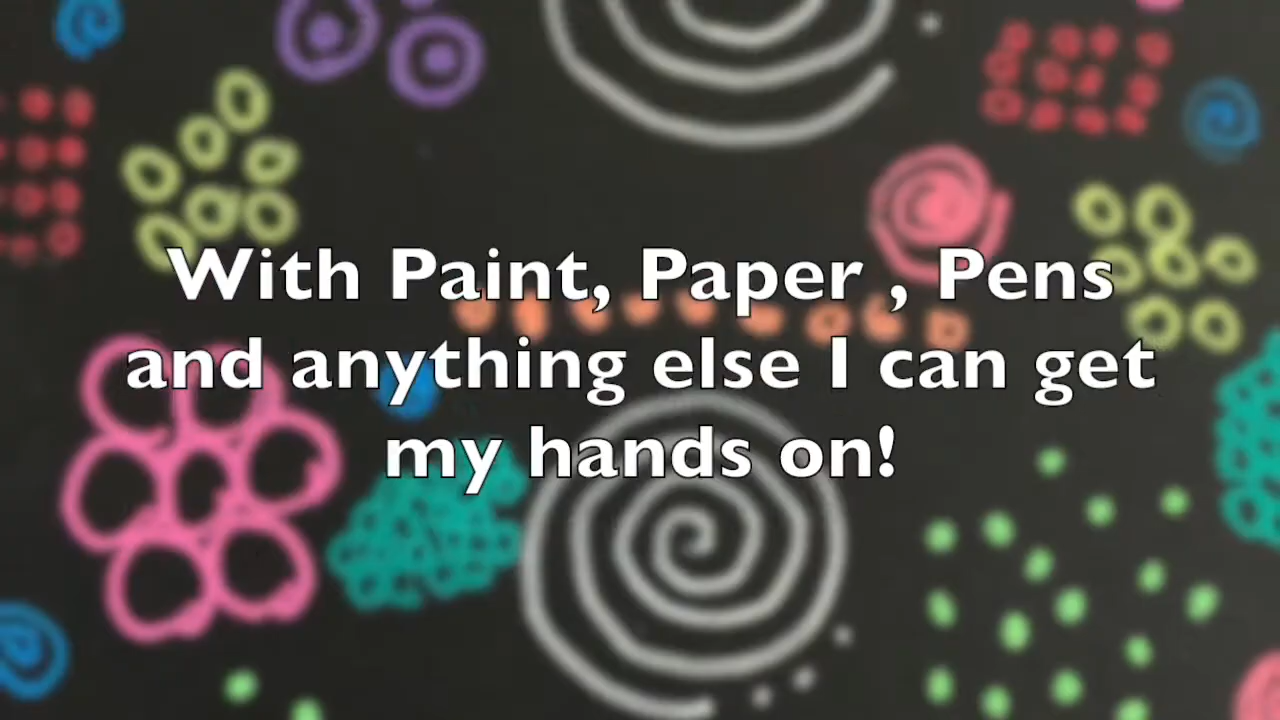 With Paint, Paper , Pens
and anything else I can get
my hands on!